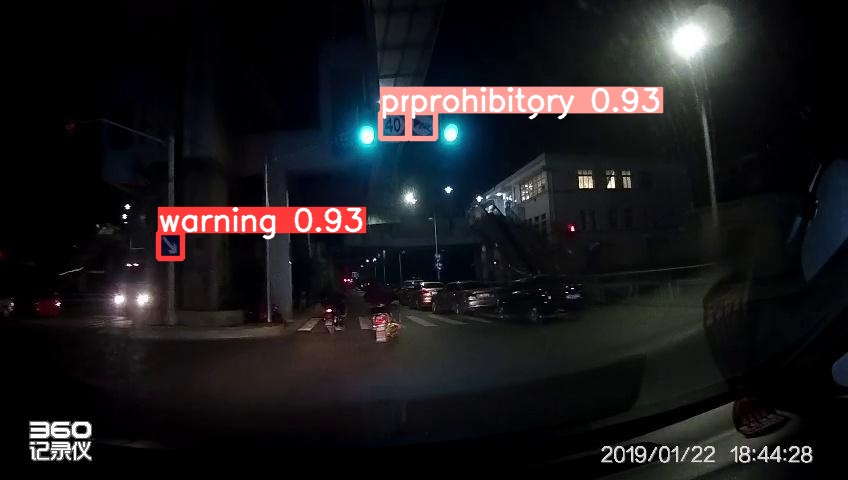 prprohibitory 0.93
40
warning 0.93
360
记录仪
2019/01/22 18:44:28